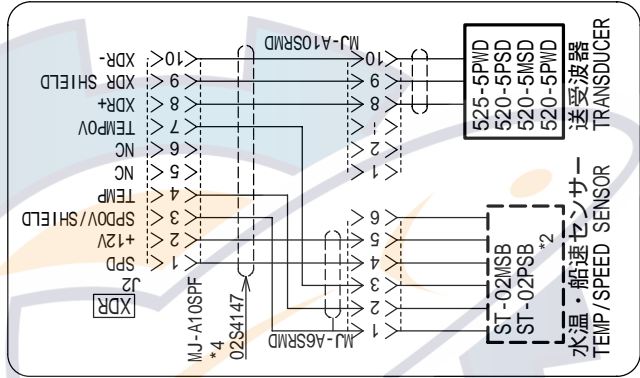 XDR- 10
XDR SHIELD 9
XDR+ 8
TEMP0V 7
NC 6
NC 5
TEMP 4
SPD0V/SHIELD 3
+12V 2
SPD 1
J2
XDR
MJ-A10SPF
*4
02S4147
MJ-A10SRMD
10
9
8
-
2
1
MJ-A6SRMD
6
5
4
3
2
1
525-5PWD
520-5PSD
520-5MSD
520-5PWD
送受波器
TRANSDUCER
ST-02MSB
ST-02PSB
*2
水温・船速センサー
TEMP/SPEED SENSOR